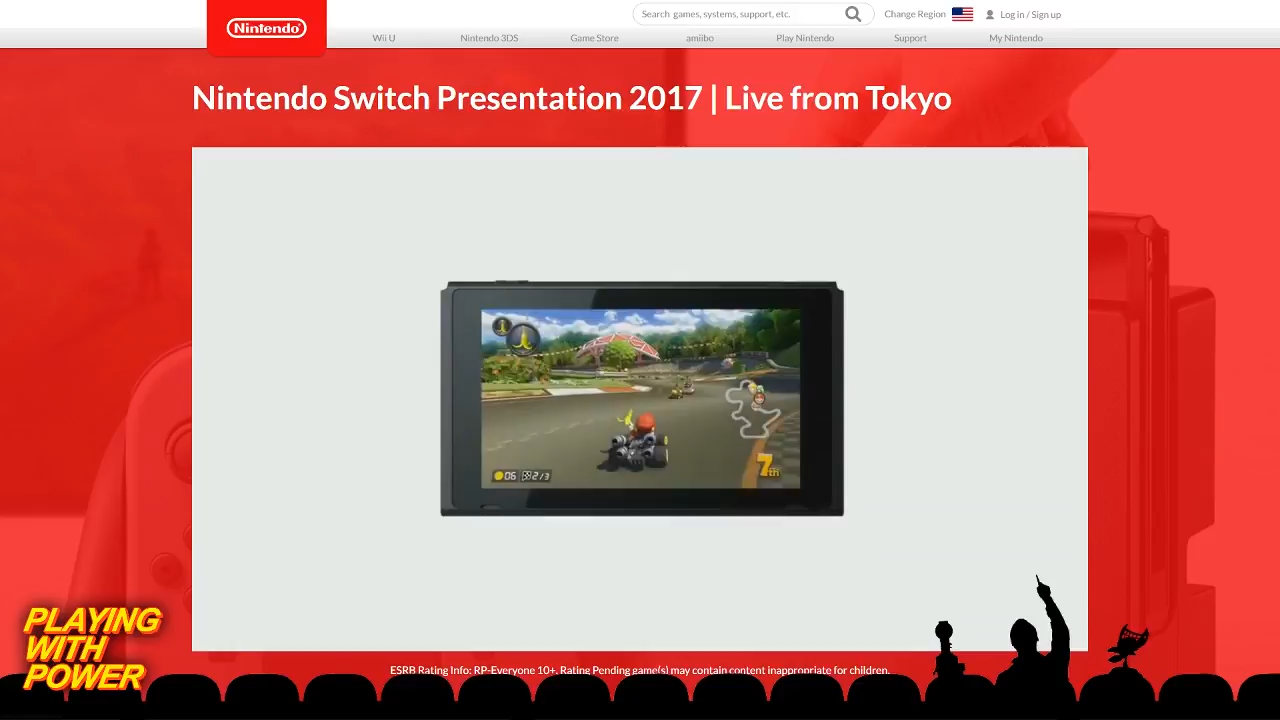 Nintendo
Search games, systems, support, etc.
Change Region
Log in / Sign up
Wii U
Nintendo 3DS
Game Store
amiibo
Play Nintendo
Support
My Nintendo
Nintendo Switch Presentation 2017 | Live from Tokyo
06 2/3
7th
ESRB Rating Info: RP-Everyone 10+. Rating Pending game(s) may contain content inappropriate for children.
PLAYING
WITH
POWER